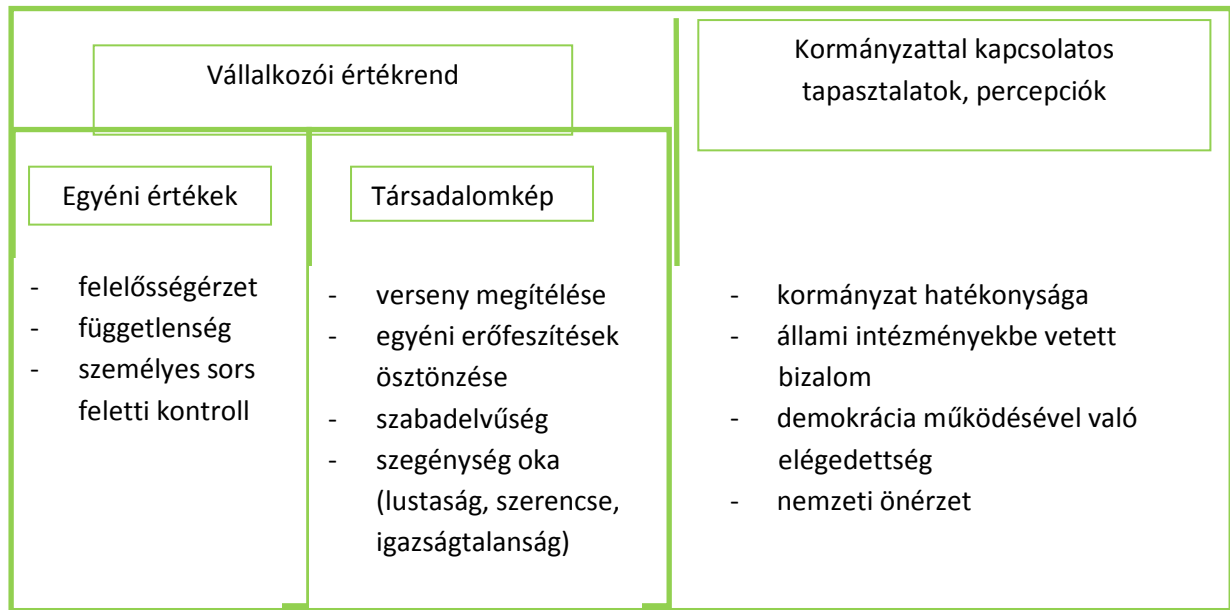 Vállalkozói értékrend
Kormányzattal kapcsolatos
tapasztalatok, percepciók
Egyéni értékek
- felelősségérzet
- függetlenség
- személyes sors
feletti kontroll
Társadalomkép
- verseny megítélése
- egyéni erőfeszítések
ösztönzése
- szabadelvűség
- szegénység oka
(lustaság, szerencse,
igazságtalanság)
- kormányzat hatékonysága
- állami intézményekbe vetett
bizalom
- demokrácia működésével való
elégedettség
- nemzeti önérzet